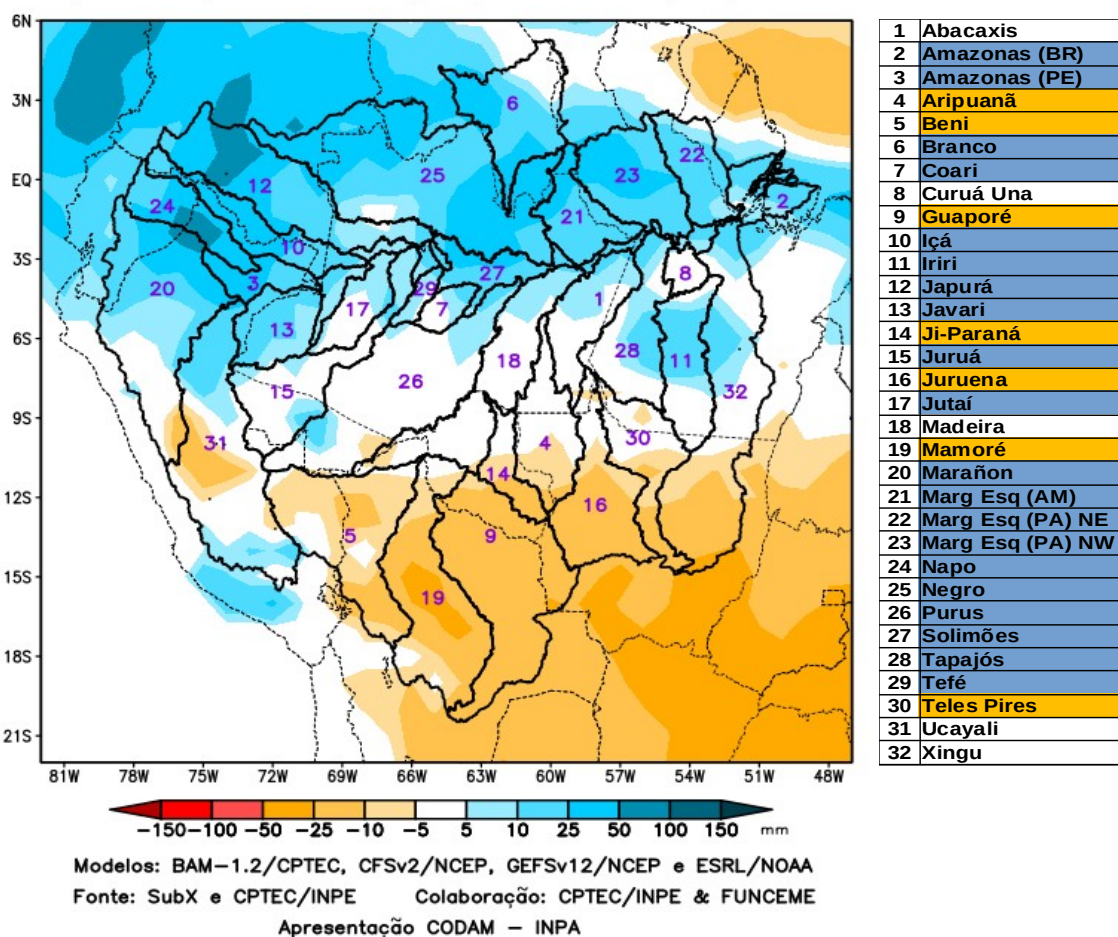 6N
3N
EQ
3S
6S
9S
12S
15S
18S
21S
81W 78W 75W 72W 69W 66W 63W 60W 57W 54W 51W 48W
6
22
12
25
23
24
21
2
10
3
27
8
20
29
1
17
7
13
18
28
11
15
26
32
31
4
30
14
16
5
9
19
1 Abacaxis
2 Amazonas (BR)
3 Amazonas (PE)
4 Aripuanã
5 Beni
6 Branco
7 Coari
8 Curuá Una
9 Guaporé
10 Içá
11 Iriri
12 Japurá
13 Javari
14 Ji-Paraná
15 Juruá
16 Juruena
17 Jutaí
18 Madeira
19 Mamoré
20 Marañon
21 Marg Esq (AM)
22 Marg Esq (PA) NE
23 Marg Esq (PA) NW
24 Napo
25 Negro
26 Purus
27 Solimões
28 Tapajós
29 Tefé
30 Teles Pires
31 Ucayali
32 Xingu
−150 −100 −50 −25 −10 −5 5 10 25 50 100 150 mm
Modelos: BAM−1.2/CPTEC, CFSv2/NCEP, GEFSv12/NCEP e ESRL/NOAA
Fonte: SubX e CPTEC/INPE Colaboração: CPTEC/INPE & FUNCEME
Apresentação CODAM − INPA